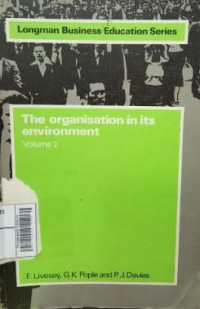 Longman Business Education Series
The organisation in its
environment
Volume 2
F. Livesey, G.K. Pople and P.J. Davies